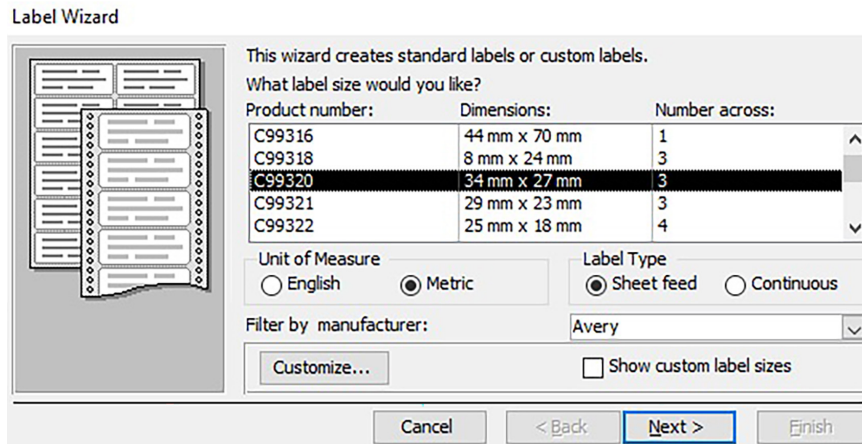 Label Wizard
This wizard creates standard labels or custom labels.
What label size would you like?
Product number: Dimensions: Number across:
C99316 44 mm x 70 mm 1
C99318 8 mm x 24 mm 3
C99320 34 mm x 27 mm 3
C99321 29 mm x 23 mm 3
C99322 25 mm x 18 mm 4
Unit of Measure Label Type
English Metric Sheet feed Continuous
Filter by manufacturer: Avery
Customize... Show custom label sizes
Cancel < Back Next > Finish